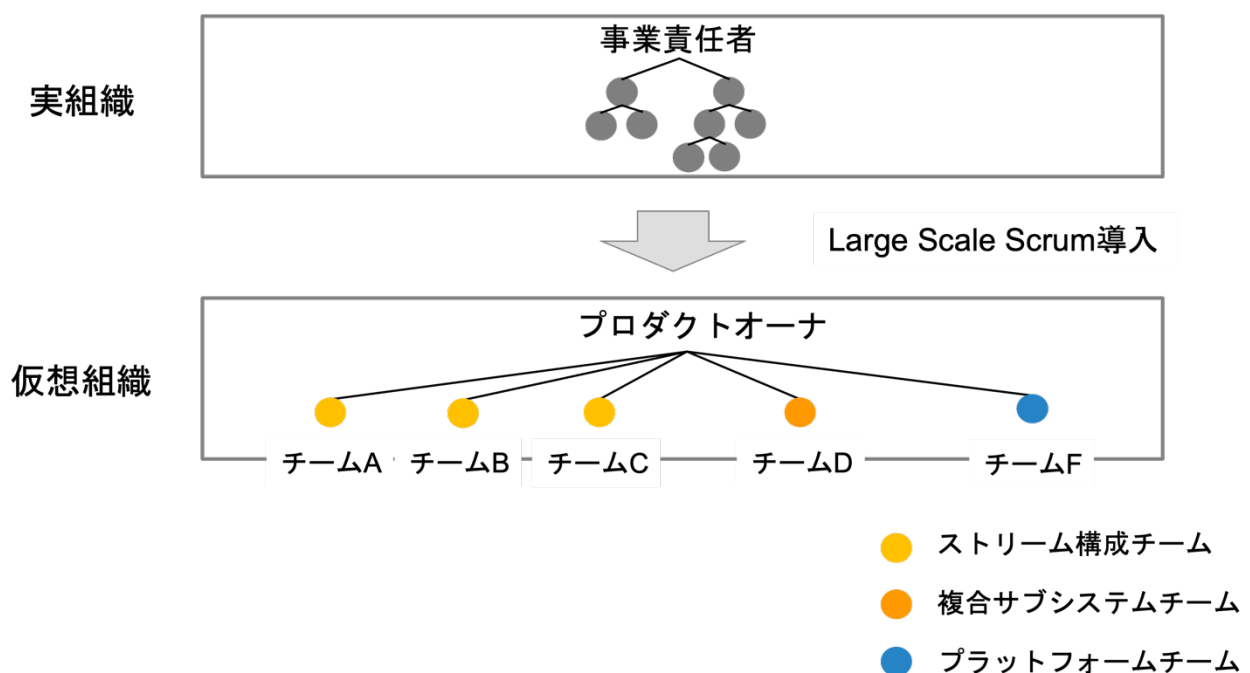 事業責任者
実組織
Large Scale Scrum導入
プロダクトオーナ
仮想組織
チームA
チームB
チームC
チームD
チームF
ストリーム構成チーム
複合サブシステムチーム
プラットフォームチーム